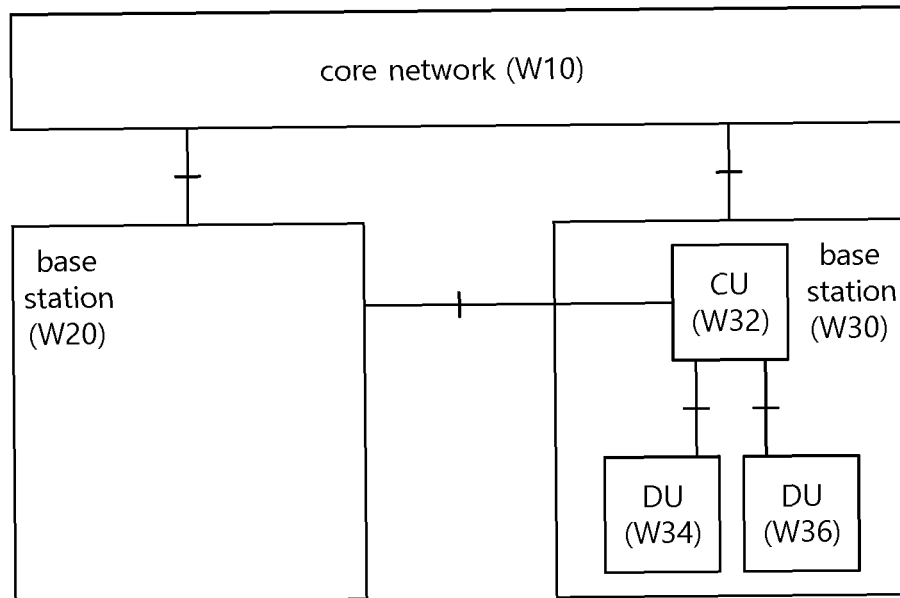 core network (W10)
base
station
(W20)
CU
(W32)
base
station
(W30)
DU
(W34)
DU
(W36)